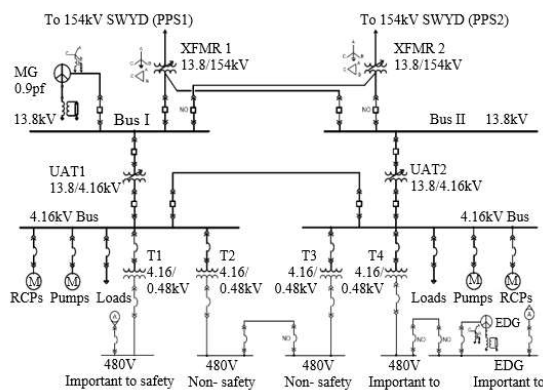 To 154kV SWYD (PPS1)
To 154kV SWYD (PPS2)
XFMR 1
13.8/154kV
XFMR 2
13.8/154kV
MG
0.9pf
NO
NO
13.8kV
Bus I
Bus II
13.8kV
UAT1
13.8/4.16kV
UAT2
13.8/4.16kV
4.16kV Bus
4.16kV Bus
T1
4.16/
0.48kV
T2
4.16/
0.48kV
T3
4.16/
0.48kV
T4
4.16/
0.48kV
M
M
M
M
RCPs
Pumps
Loads
Loads
Pumps
RCPs
A
A
NO
NO
NO
NO
EDG
480V
480V
480V
480V
EDG
Important to safety
Non- safety
Non- safety
Important to
Important to